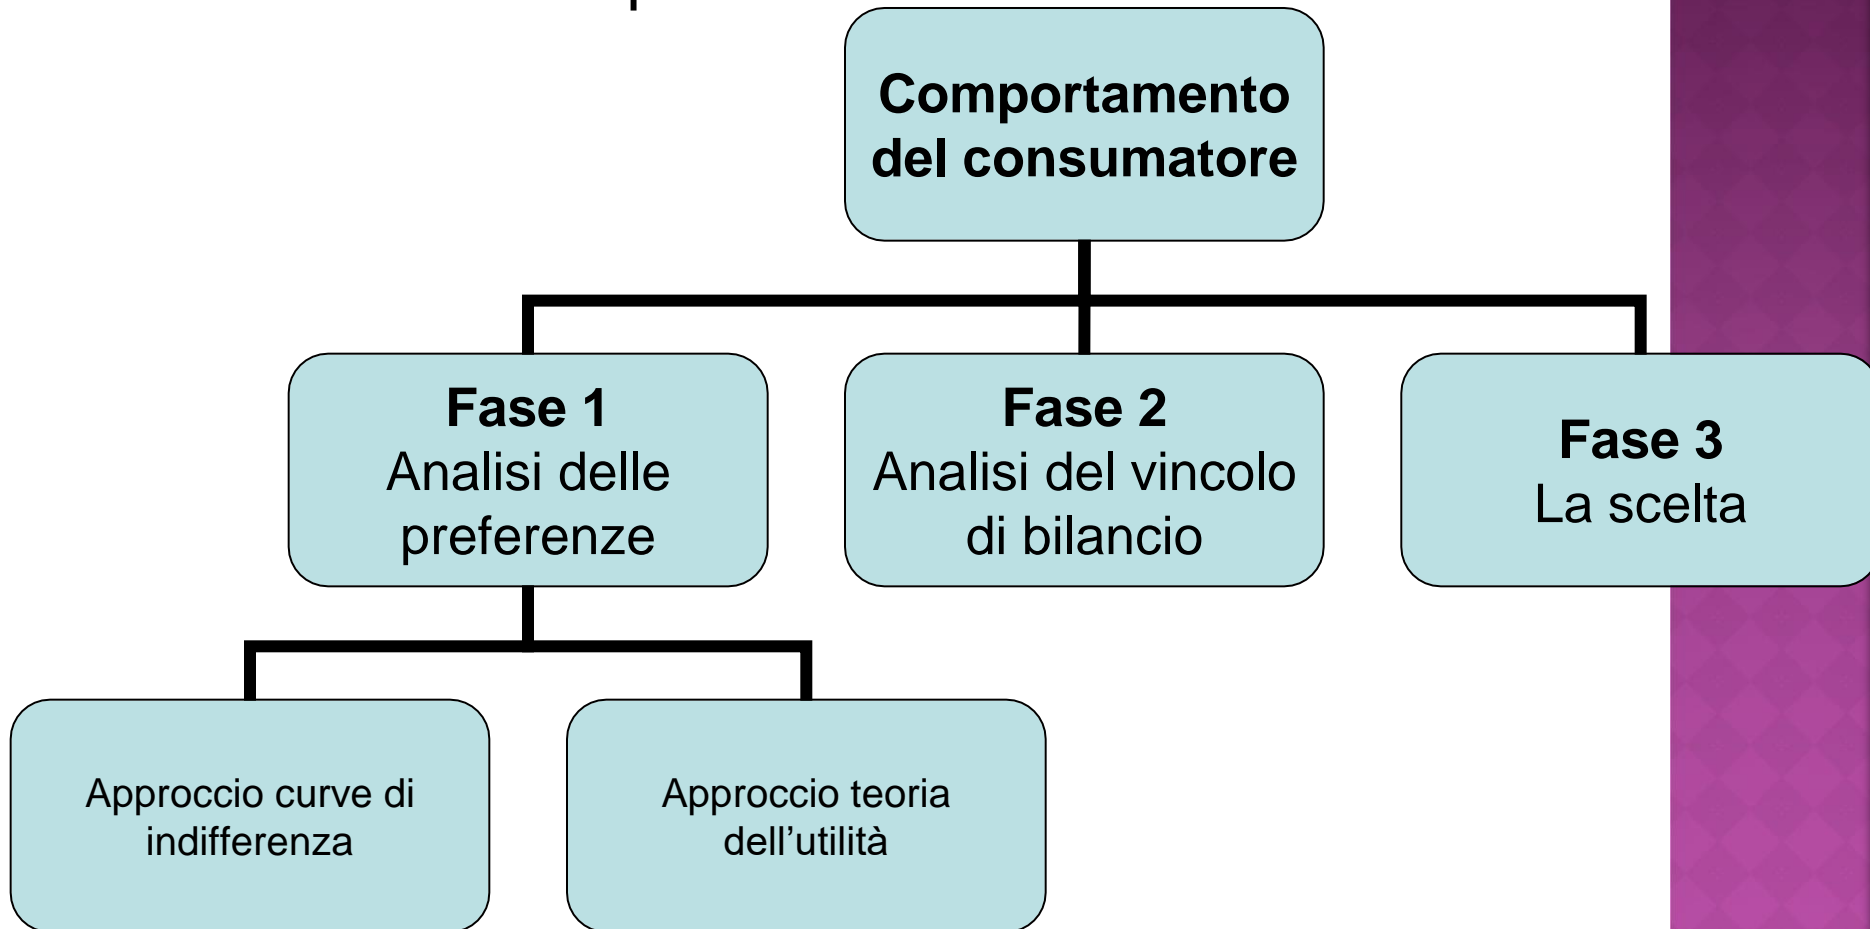 Comportamento
del consumatore
Fase 1
Analisi delle
preferenze
Fase 2
Analisi del vincolo
di bilancio
Fase 3
La scelta
Approccio curve di
indifferenza
Approccio teoria
dell’utilità